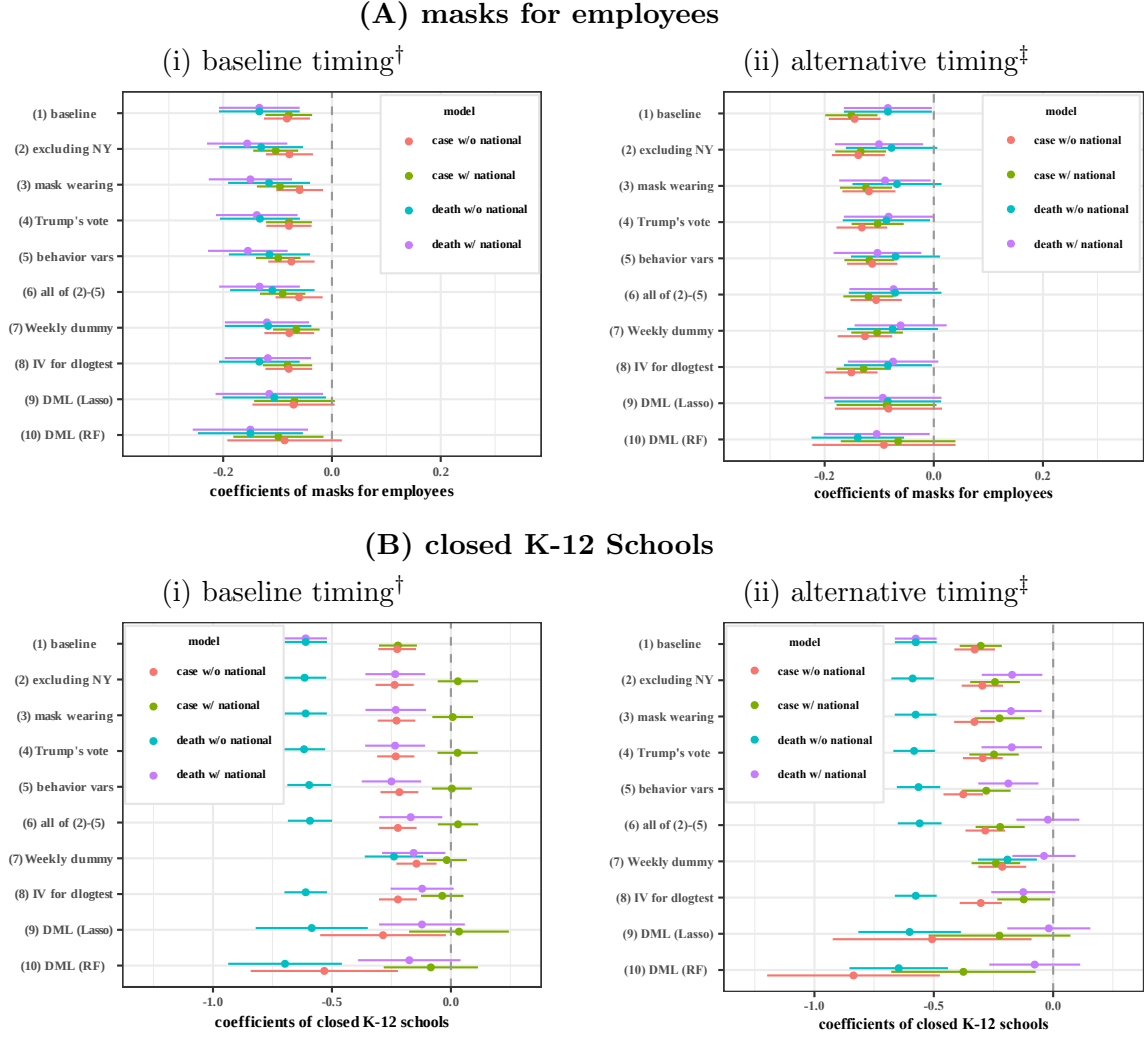 (A) masks for employees
(i) baseline timing†
(1) baseline
(2) excluding NY
(3) mask wearing
(4) Trump's vote
(5) behavior vars
(6) all of (2)-(5)
(7) Weekly dummy
(8) IV for dlogtest
(9) DML (Lasso)
(10) DML (RF)
model
case w/o national
case w/ national
death w/o national
death w/ national
-0.2 0.0 0.2
coefficients of masks for employees
(ii) alternative timing‡
(1) baseline
(2) excluding NY
(3) mask wearing
(4) Trump's vote
(5) behavior vars
(6) all of (2)-(5)
(7) Weekly dummy
(8) IV for dlogtest
(9) DML (Lasso)
(10) DML (RF)
model
case w/o national
case w/ national
death w/o national
death w/ national
-0.2 0.0 0.2
coefficients of masks for employees
(B) closed K-12 Schools
(i) baseline timing†
(1) baseline
(2) excluding NY
(3) mask wearing
(4) Trump's vote
(5) behavior vars
(6) all of (2)-(5)
(7) Weekly dummy
(8) IV for dlogtest
(9) DML (Lasso)
(10) DML (RF)
model
case w/o national
case w/ national
death w/o national
death w/ national
-1.0 -0.5 0.0
coefficients of closed K-12 schools
(ii) alternative timing‡
(1) baseline
(2) excluding NY
(3) mask wearing
(4) Trump's vote
(5) behavior vars
(6) all of (2)-(5)
(7) Weekly dummy
(8) IV for dlogtest
(9) DML (Lasso)
(10) DML (RF)
model
case w/o national
case w/ national
death w/o national
death w/ national
-1.0 -0.5 0.0
coefficients of closed K-12 schools